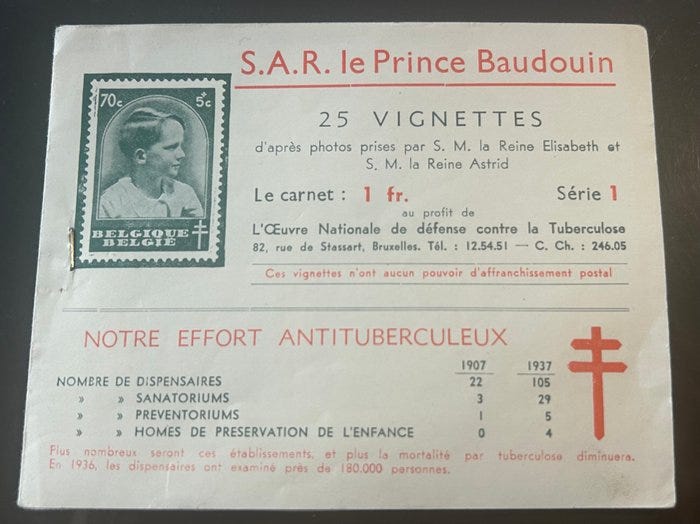 S.A.R. le Prince Baudouin
70c
5+c
BELGIQUE
BELGIË
25 VIGNETTES
d'après photos prises par S. M. la Reine Elisabeth et
S. M. la Reine Astrid
Le carnet : 1 fr. Série 1
au profit de
L'Œuvre Nationale de défense contre la Tuberculose
82, rue de Stassart, Bruxelles. Tél. : 12.54.51 — C. Ch. : 246.05
Ces vignettes n'ont aucun pouvoir d'affranchissement postal
NOTRE EFFORT ANTITUBERCULEUX
1907 1937
NOMBRE DE DISPENSAIRES 22 105
» » SANATORIUMS 3 29
» » PREVENTORIUMS 1 5
» » HOMES DE PRESERVATION DE L'ENFANCE 0 4
Plus nombreux seront ces établissements, et plus la mortalité par tuberculose diminuera.
En 1936, les dispensaires ont examiné près de 180.000 personnes.